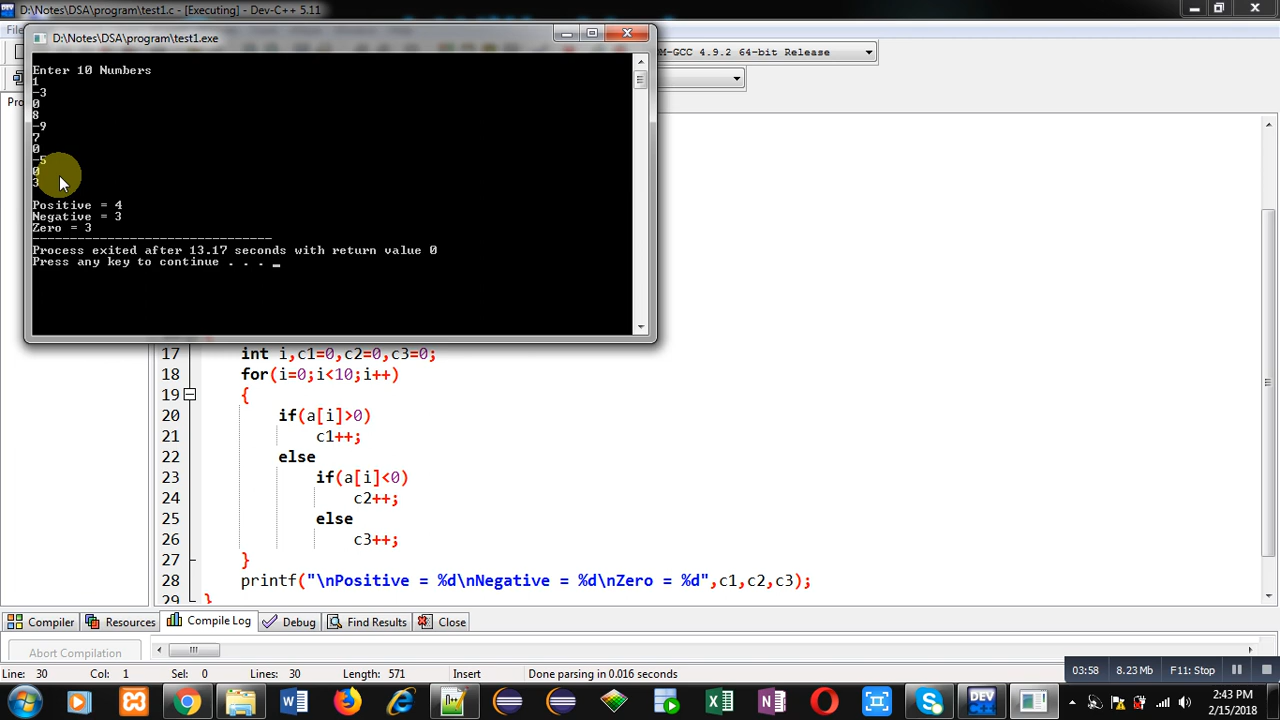 D:\Notes\DSA\program\test1.c - [Executing] - Dev-C++ 5.11
D:\Notes\DSA\program\test1.exe
M-GCC 4.9.2 64-bit Release
Enter 10 Numbers
1
-3
0
8
-9
7
0
-5
0
3
Positive = 4
Negative = 3
Zero = 3
--------------------------------
Process exited after 13.17 seconds with return value 0
Press any key to continue . . . _
17 int i,c1=0,c2=0,c3=0;
18 for(i=0;i<10;i++)
19 {
20 if(a[i]>0)
21 c1++;
22 else
23 if(a[i]<0)
24 c2++;
25 else
26 c3++;
27 }
28 printf("\nPositive = %d\nNegative = %d\nZero = %d",c1,c2,c3);
29 }
Compiler Resources Compile Log Debug Find Results Close
Abort Compilation
Line: 30 Col: 1 Sel: 0 Lines: 30 Length: 571 Insert Done parsing in 0.016 seconds
03:58 8.23 Mb F11: Stop
2:43 PM
2/15/2018